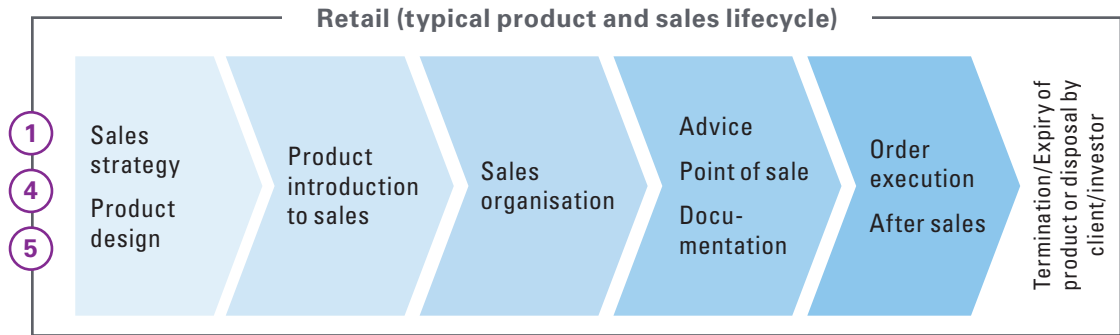 Retail (typical product and sales lifecycle)
1
4
5
Sales
strategy
Product
design
Product
introduction
to sales
Sales
organisation
Advice
Point of sale
Docu-
mentation
Order
execution
After sales
Termination/Expiry of
product or disposal by
client/investor